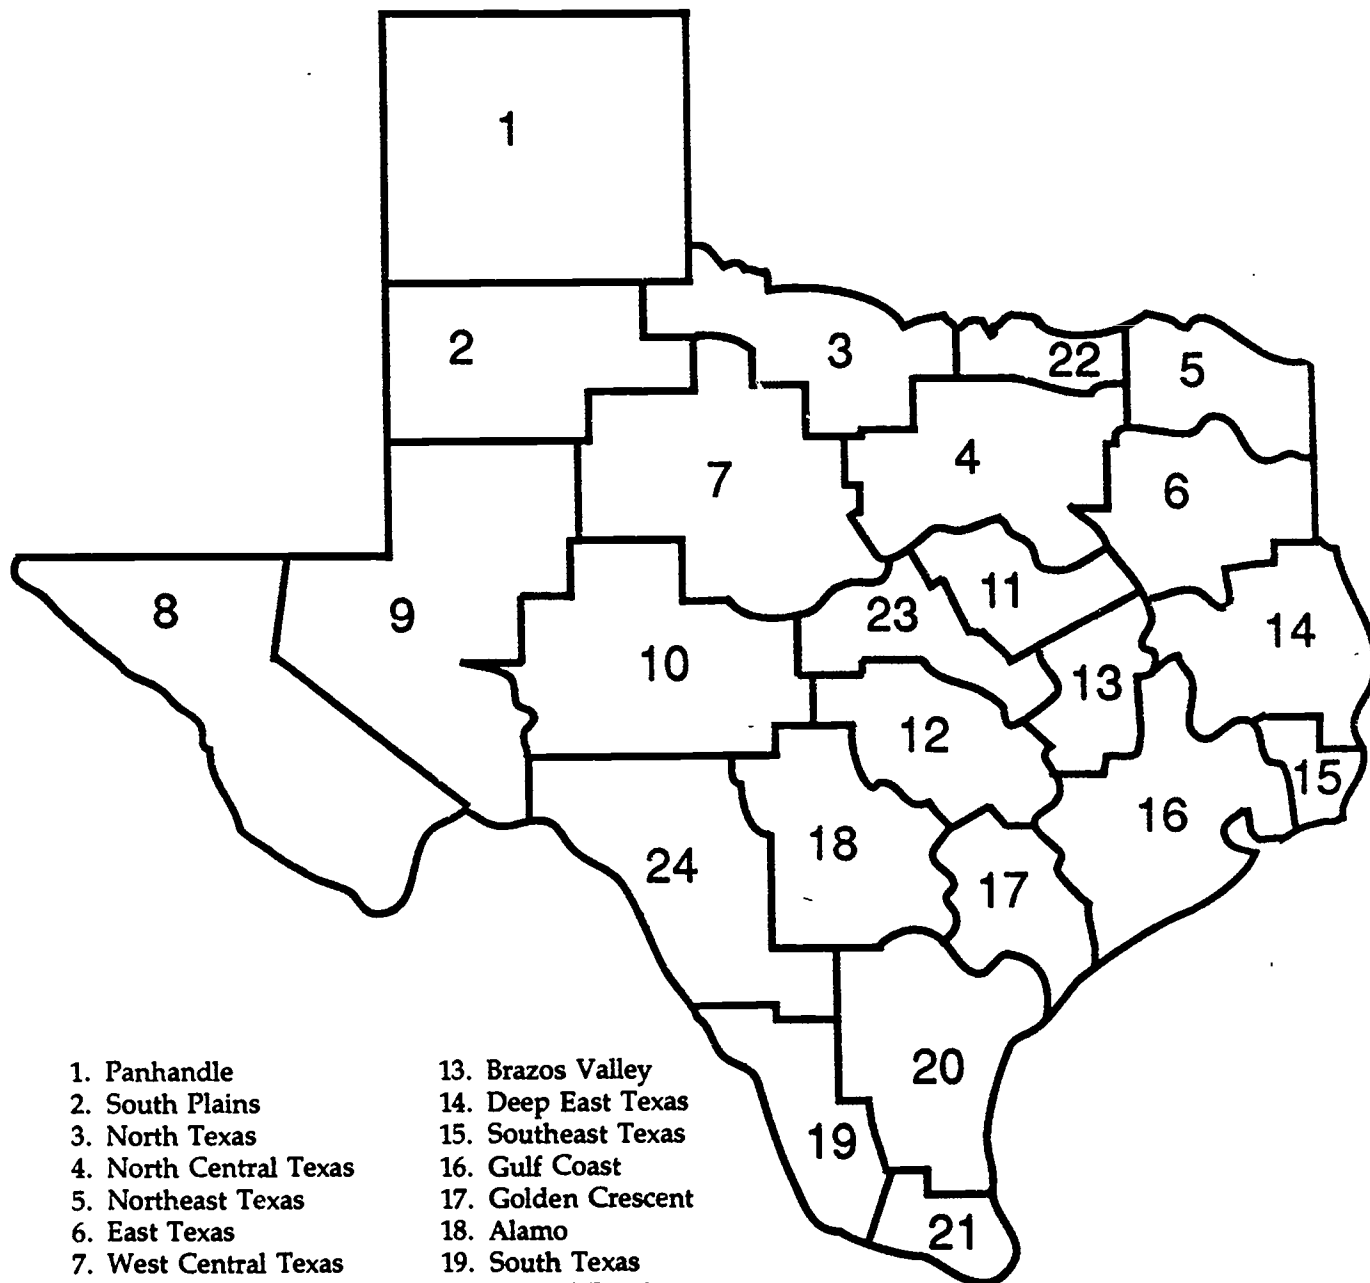 1
2
3
22
5
4
7
6
8
9
10
23
11
13
14
12
15
16
18
24
17
20
19
21
1. Panhandle
2. South Plains
3. North Texas
4. North Central Texas
5. Northeast Texas
6. East Texas
7. West Central Texas
13. Brazos Valley
14. Deep East Texas
15. Southeast Texas
16. Gulf Coast
17. Golden Crescent
18. Alamo
19. South Texas